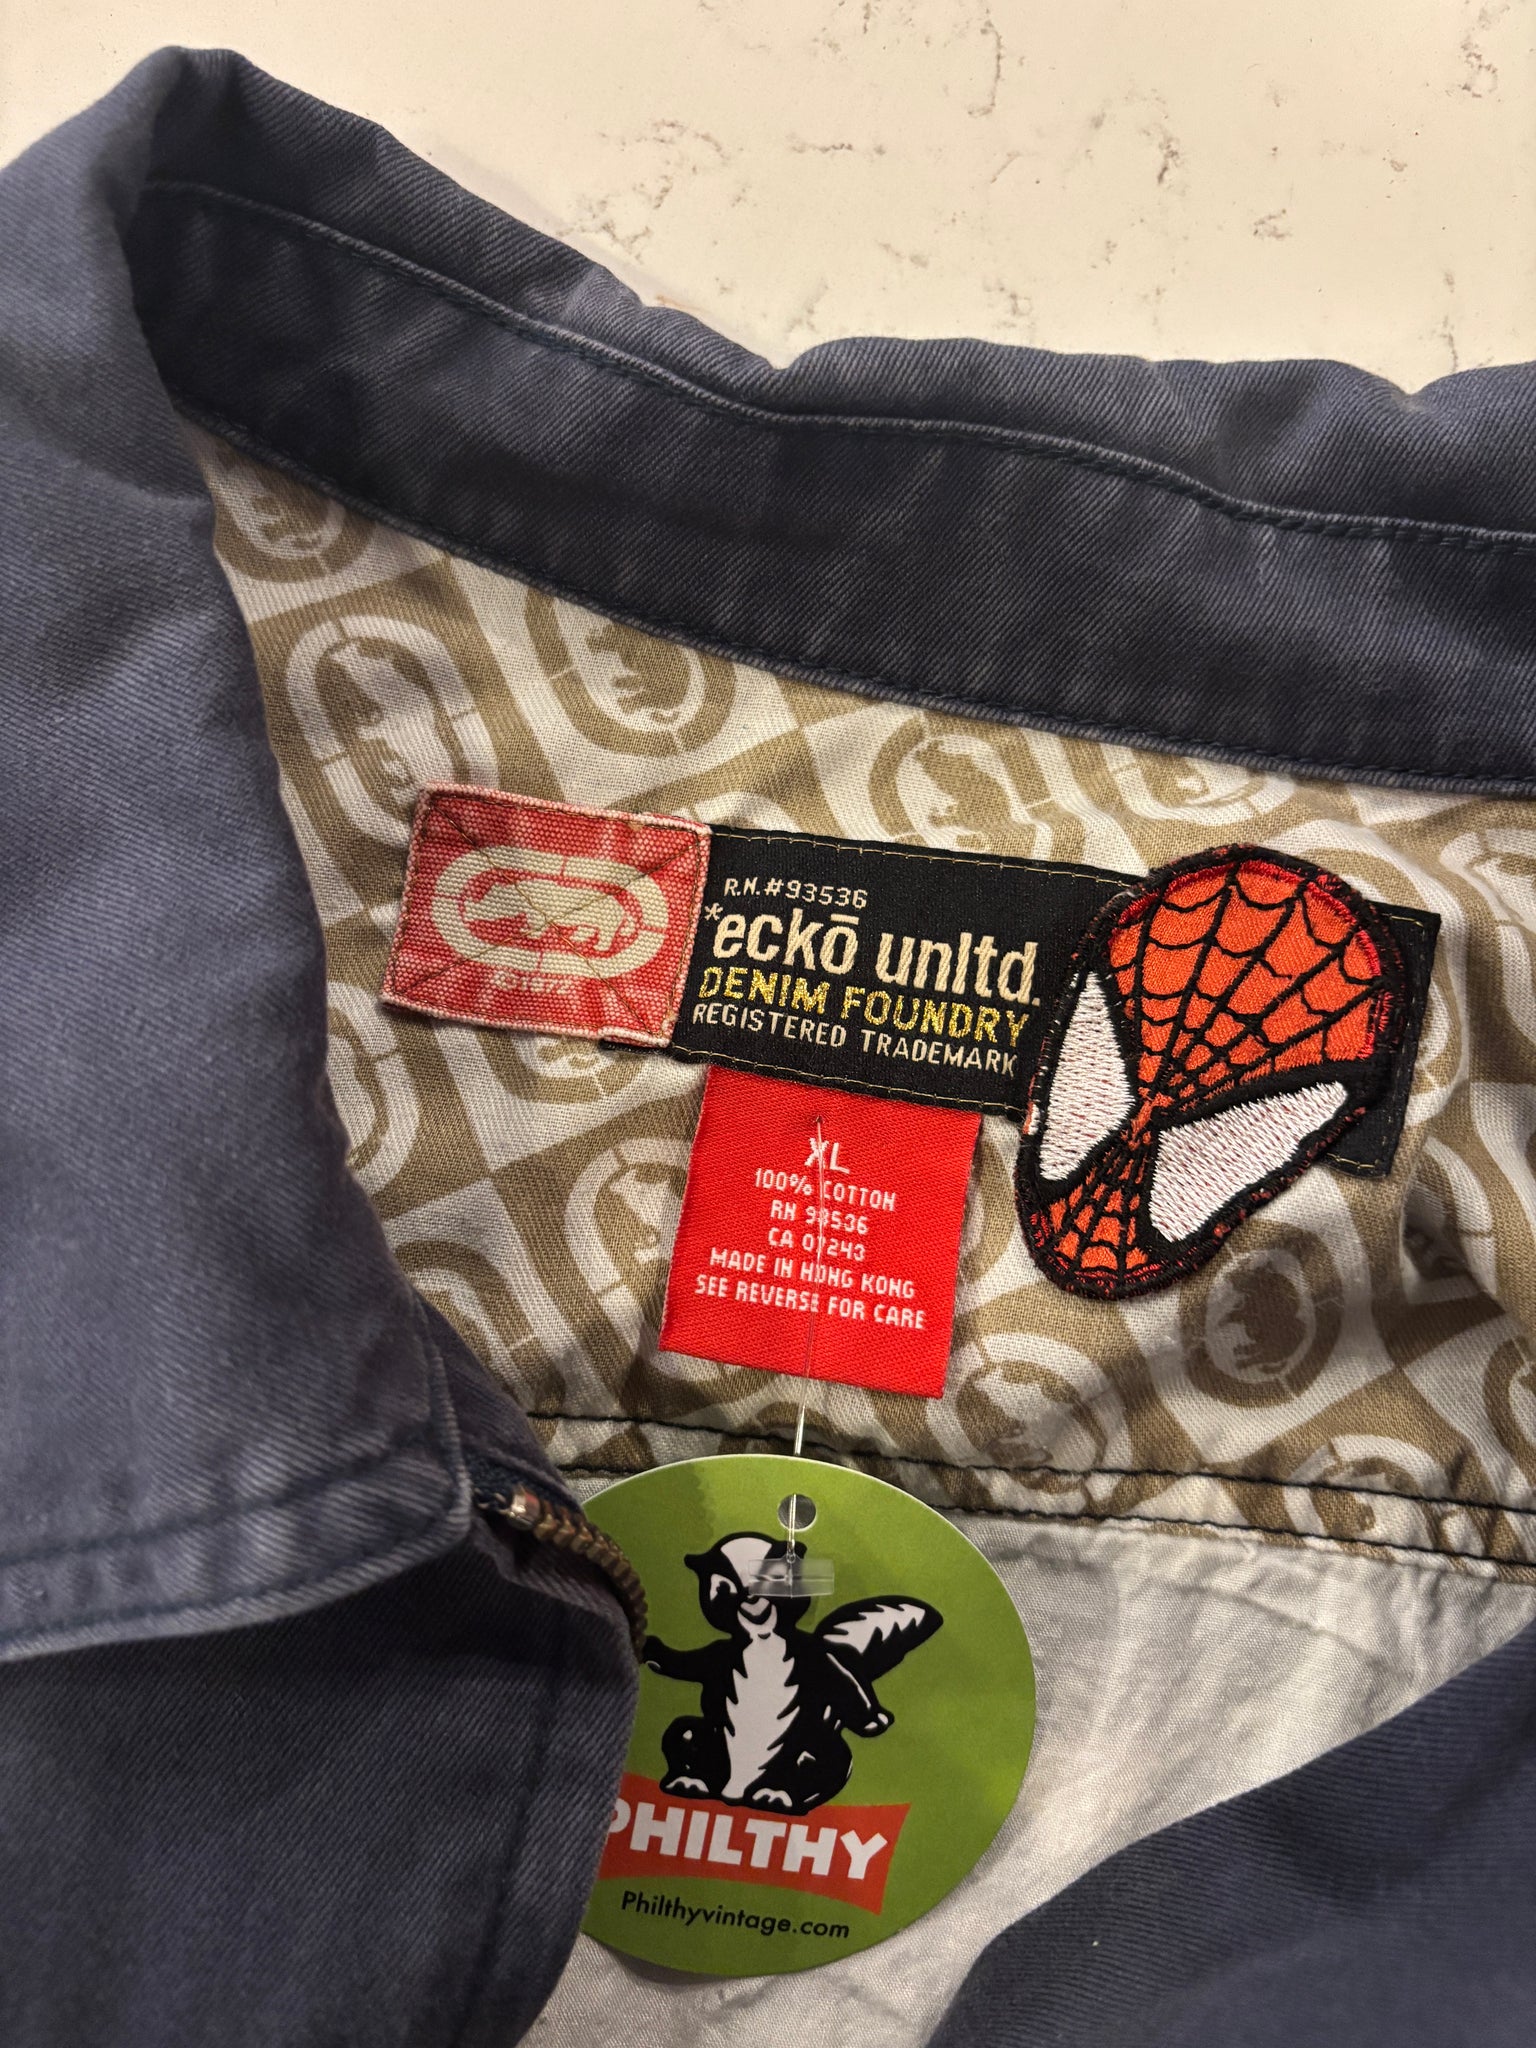 R.N.#93536
*eckō unltd.
DENIM FOUNDRY
REGISTERED TRADEMARK
XL
100% COTTON
RN 93536
CA 07243
MADE IN HONG KONG
SEE REVERSE FOR CARE
PHILTHY
Philthyvintage.com